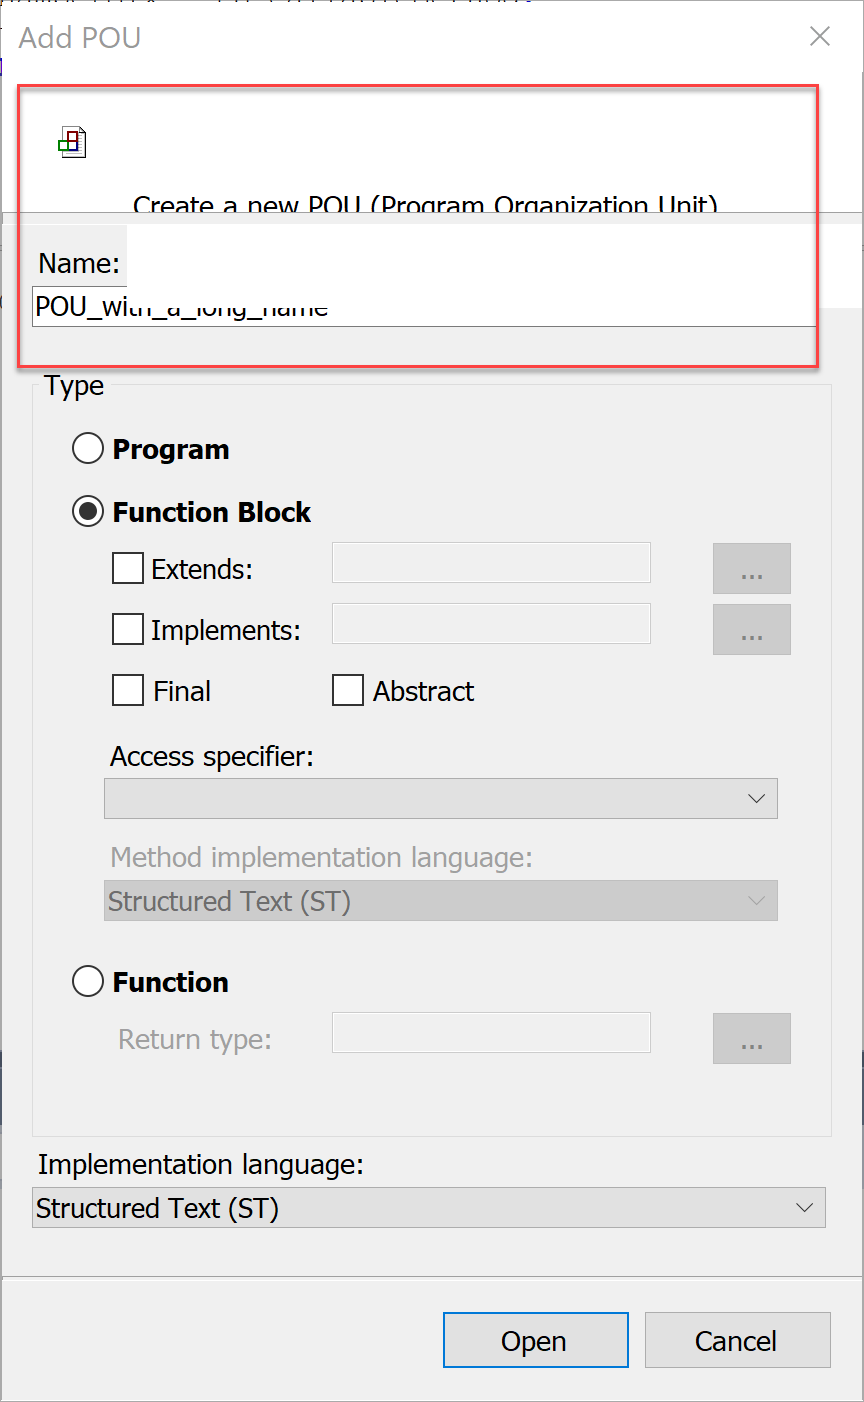 Add POU
Create a new POU (Program Organization Unit)
Name:
POU_with_a_long_name
Type
Program
Function Block
Extends:
...
Implements:
...
Final Abstract
Access specifier:
Method implementation language:
Structured Text (ST)
Function
Return type:
...
Implementation language:
Structured Text (ST)
Open Cancel